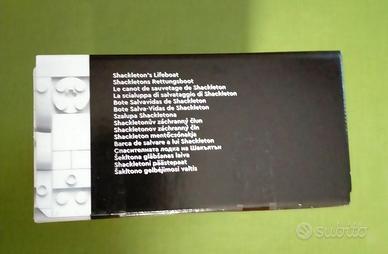 Shackleton's Lifeboat
Shackletons Rettungsboot
Le canot de sauvetage de Shackleton
La scialuppa di salvataggio di Shackleton
Bote Salvavidas de Shackleton
Bote Salva-Vidas de Shackleton
Szalupa Shackletona
Shackletonův záchranný člun
Shackletonov záchranný čln
Shackleton mentőcsónakja
Barca de salvare a lui Shackleton
Спасителната лодка на Шакълтън
Šekltona glābšanas laiva
Shackletoni päästepaat
Šakltono gelbėjimosi valtis
subito